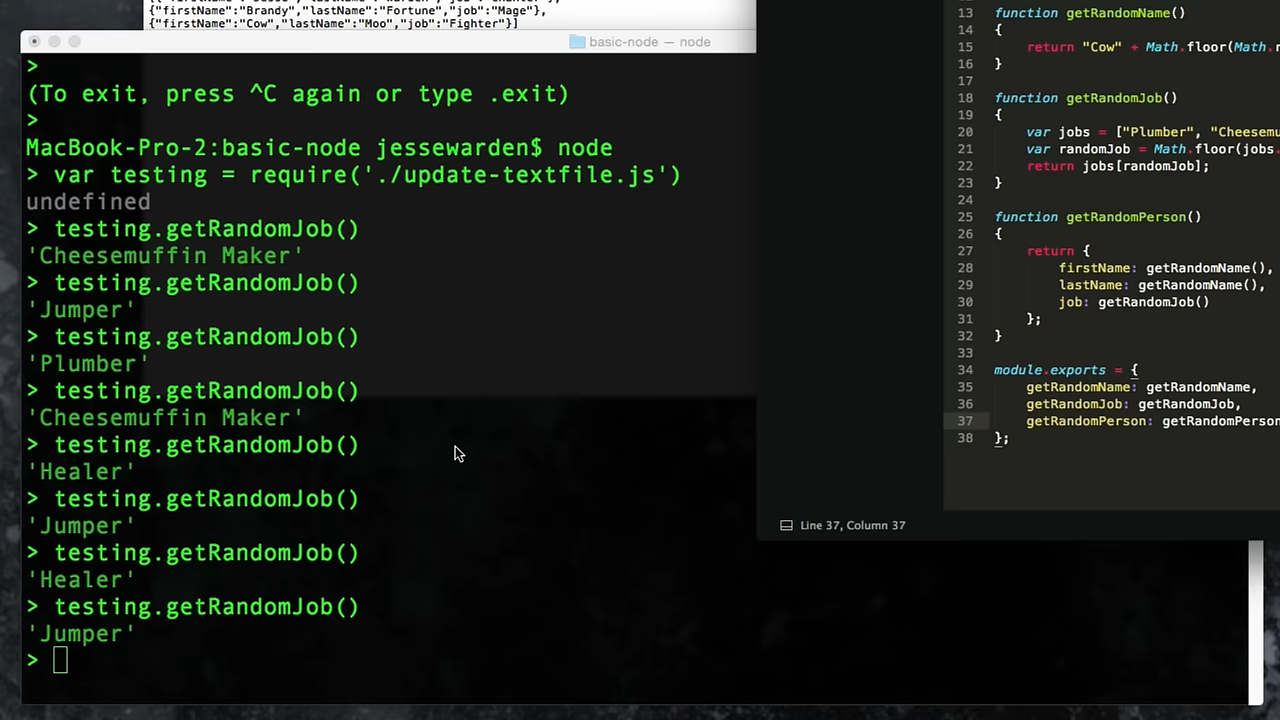 {"firstName":"Brandy","lastName":"Fortune","job":"Mage"},
{"firstName":"Cow","lastName":"Moo","job":"Fighter"}]
basic-node — node
>
(To exit, press ^C again or type .exit)
>
MacBook-Pro-2:basic-node jessewarden$ node
> var testing = require('./update-textfile.js')
undefined
> testing.getRandomJob()
'Cheesemuffin Maker'
> testing.getRandomJob()
'Jumper'
> testing.getRandomJob()
'Plumber'
> testing.getRandomJob()
'Cheesemuffin Maker'
> testing.getRandomJob()
'Healer'
> testing.getRandomJob()
'Jumper'
> testing.getRandomJob()
'Healer'
> testing.getRandomJob()
'Jumper'
>
13 function getRandomName()
14 {
15 return "Cow" + Math.floor(Math.r
16 }
17
18 function getRandomJob()
19 {
20 var jobs = ["Plumber", "Cheesemu
21 var randomJob = Math.floor(jobs.
22 return jobs[randomJob];
23 }
24
25 function getRandomPerson()
26 {
27 return {
28 firstName: getRandomName(),
29 lastName: getRandomName(),
30 job: getRandomJob()
31 };
32 }
33
34 module.exports = {
35 getRandomName: getRandomName,
36 getRandomJob: getRandomJob,
37 getRandomPerson: getRandomPerson
38 };
Line 37, Column 37